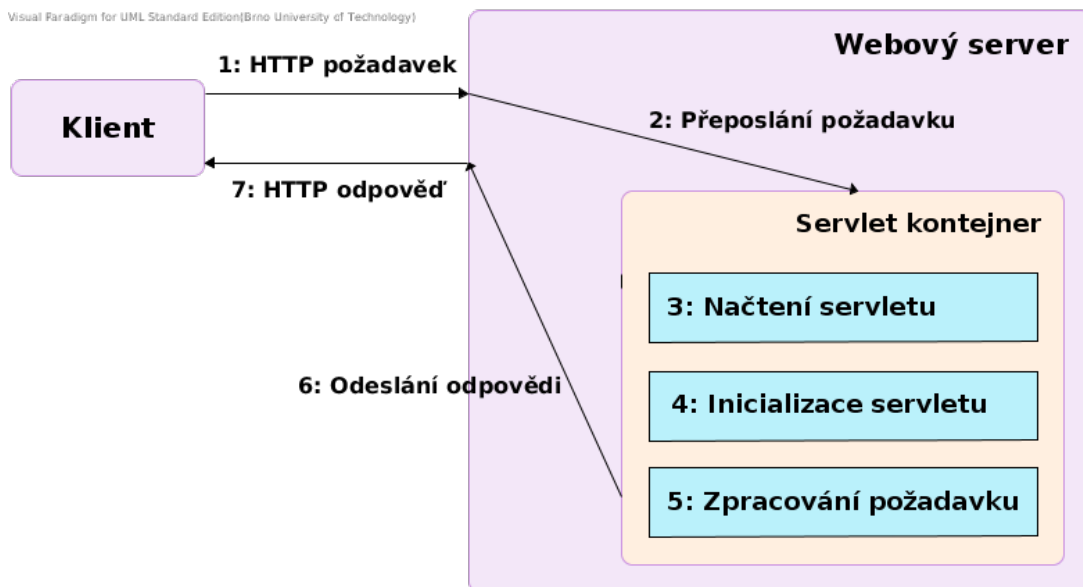 Visual Paradigm for UML Standard Edition(Brno University of Technology)
Webový server
1: HTTP požadavek
Klient
2: Přeposlání požadavku
7: HTTP odpověď
Servlet kontejner
3: Načtení servletu
6: Odeslání odpovědi
4: Inicializace servletu
5: Zpracování požadavku